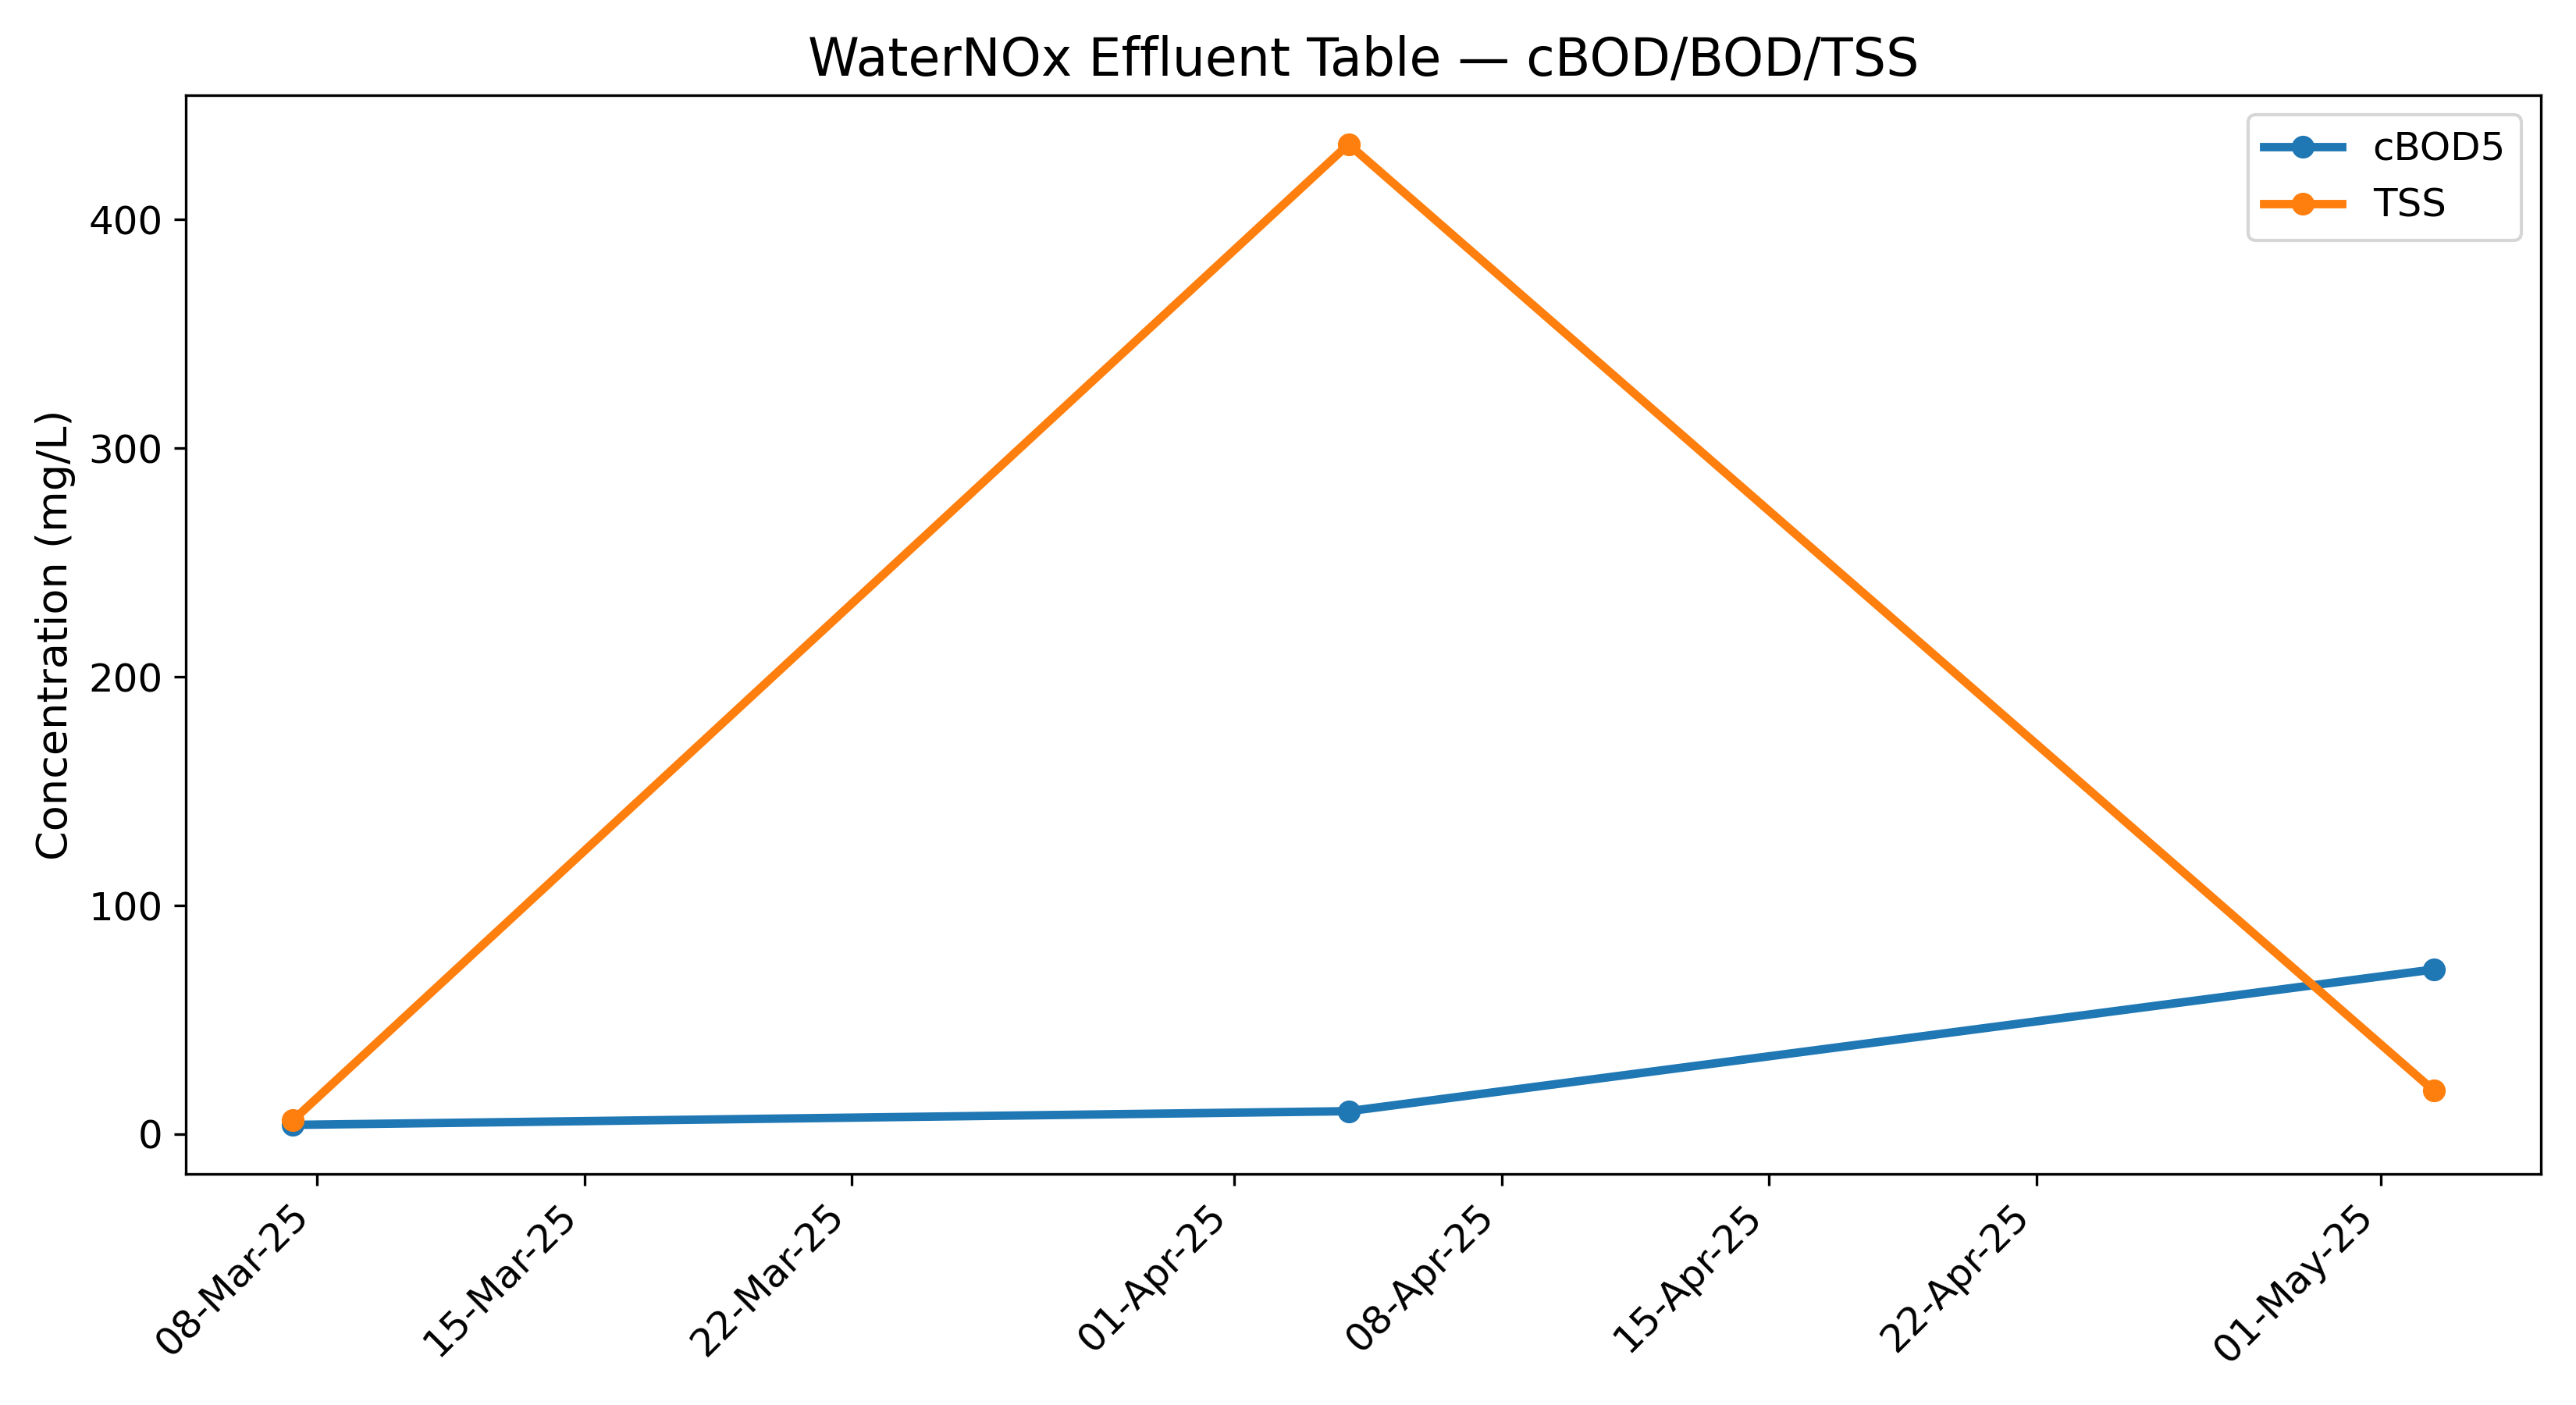 WaterNOx Effluent Table — cBOD/BOD/TSS
cBOD5
TSS
Concentration (mg/L)
400
300
200
100
0
08-Mar-25
15-Mar-25
22-Mar-25
01-Apr-25
08-Apr-25
15-Apr-25
22-Apr-25
01-May-25